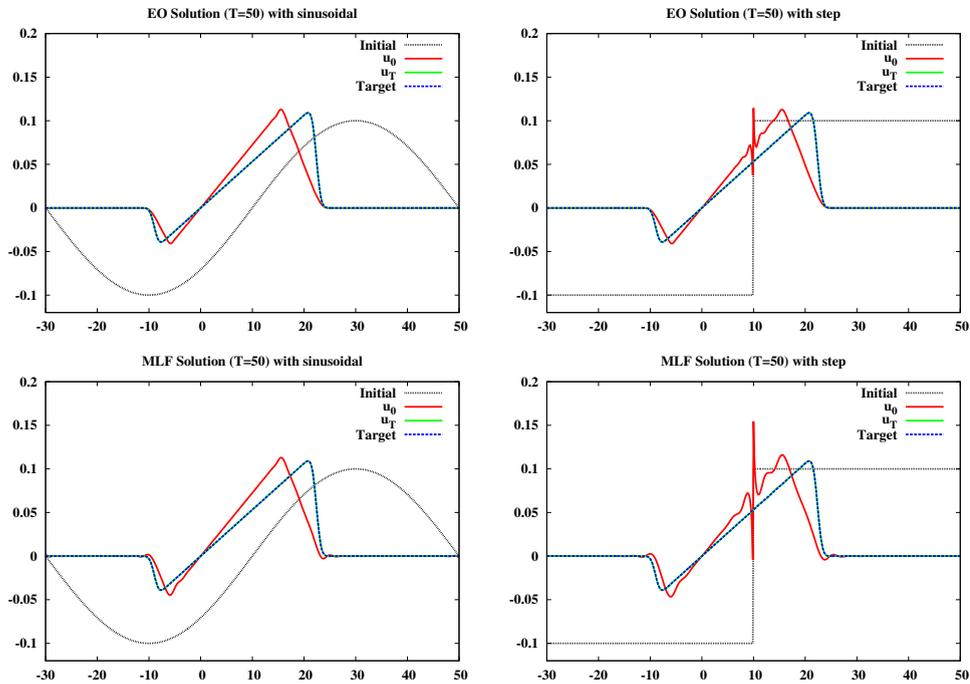 EO Solution (T=50) with sinusoidal
0.2
0.15
0.1
0.05
0
-0.05
-0.1
-30 -20 -10 0 10 20 30 40 50
Initial
u0
uT
Target
EO Solution (T=50) with step
0.2
0.15
0.1
0.05
0
-0.05
-0.1
-30 -20 -10 0 10 20 30 40 50
Initial
u0
uT
Target
MLF Solution (T=50) with sinusoidal
0.2
0.15
0.1
0.05
0
-0.05
-0.1
-30 -20 -10 0 10 20 30 40 50
Initial
u0
uT
Target
MLF Solution (T=50) with step
0.2
0.15
0.1
0.05
0
-0.05
-0.1
-30 -20 -10 0 10 20 30 40 50
Initial
u0
uT
Target